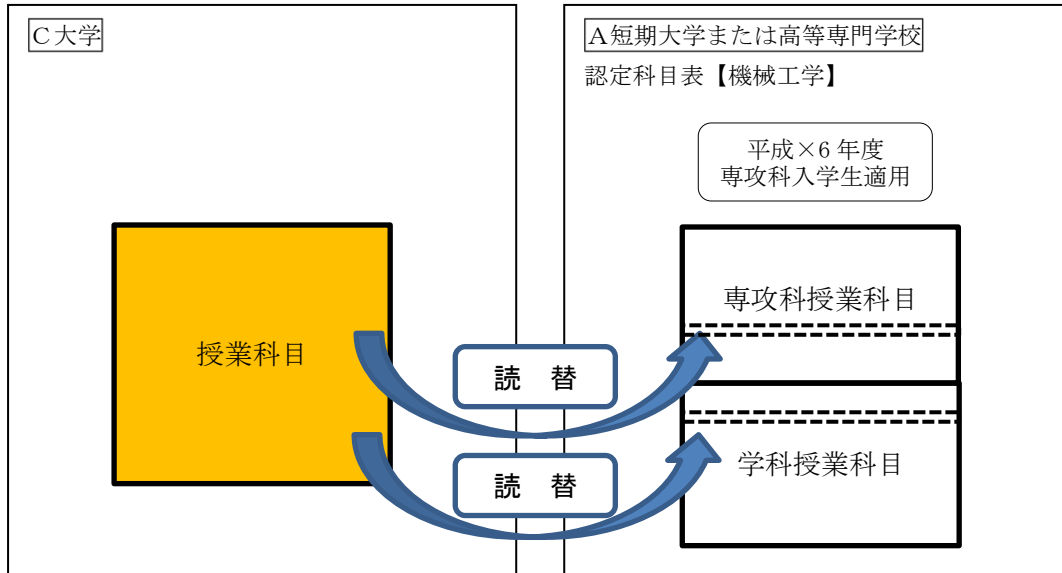 C大学
授業科目
A短期大学または高等専門学校
認定科目表【機械工学】
平成×6年度
専攻科入学生適用
専攻科授業科目
読 替
読 替
学科授業科目